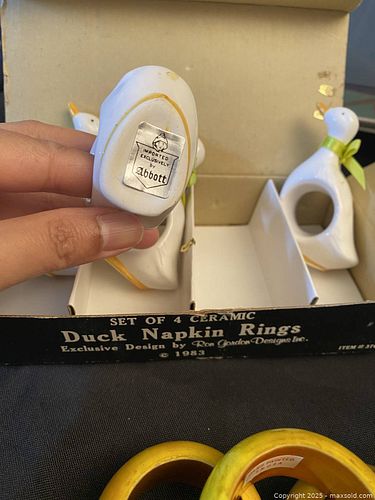 IMPORTED
EXCLUSIVELY
by
Abbott
SET OF 4 CERAMIC
Duck Napkin Rings
Exclusive Design by Ron Gordon Designs Inc.
© 1983
ITEM #
Copyright 2025 - maxsold.com